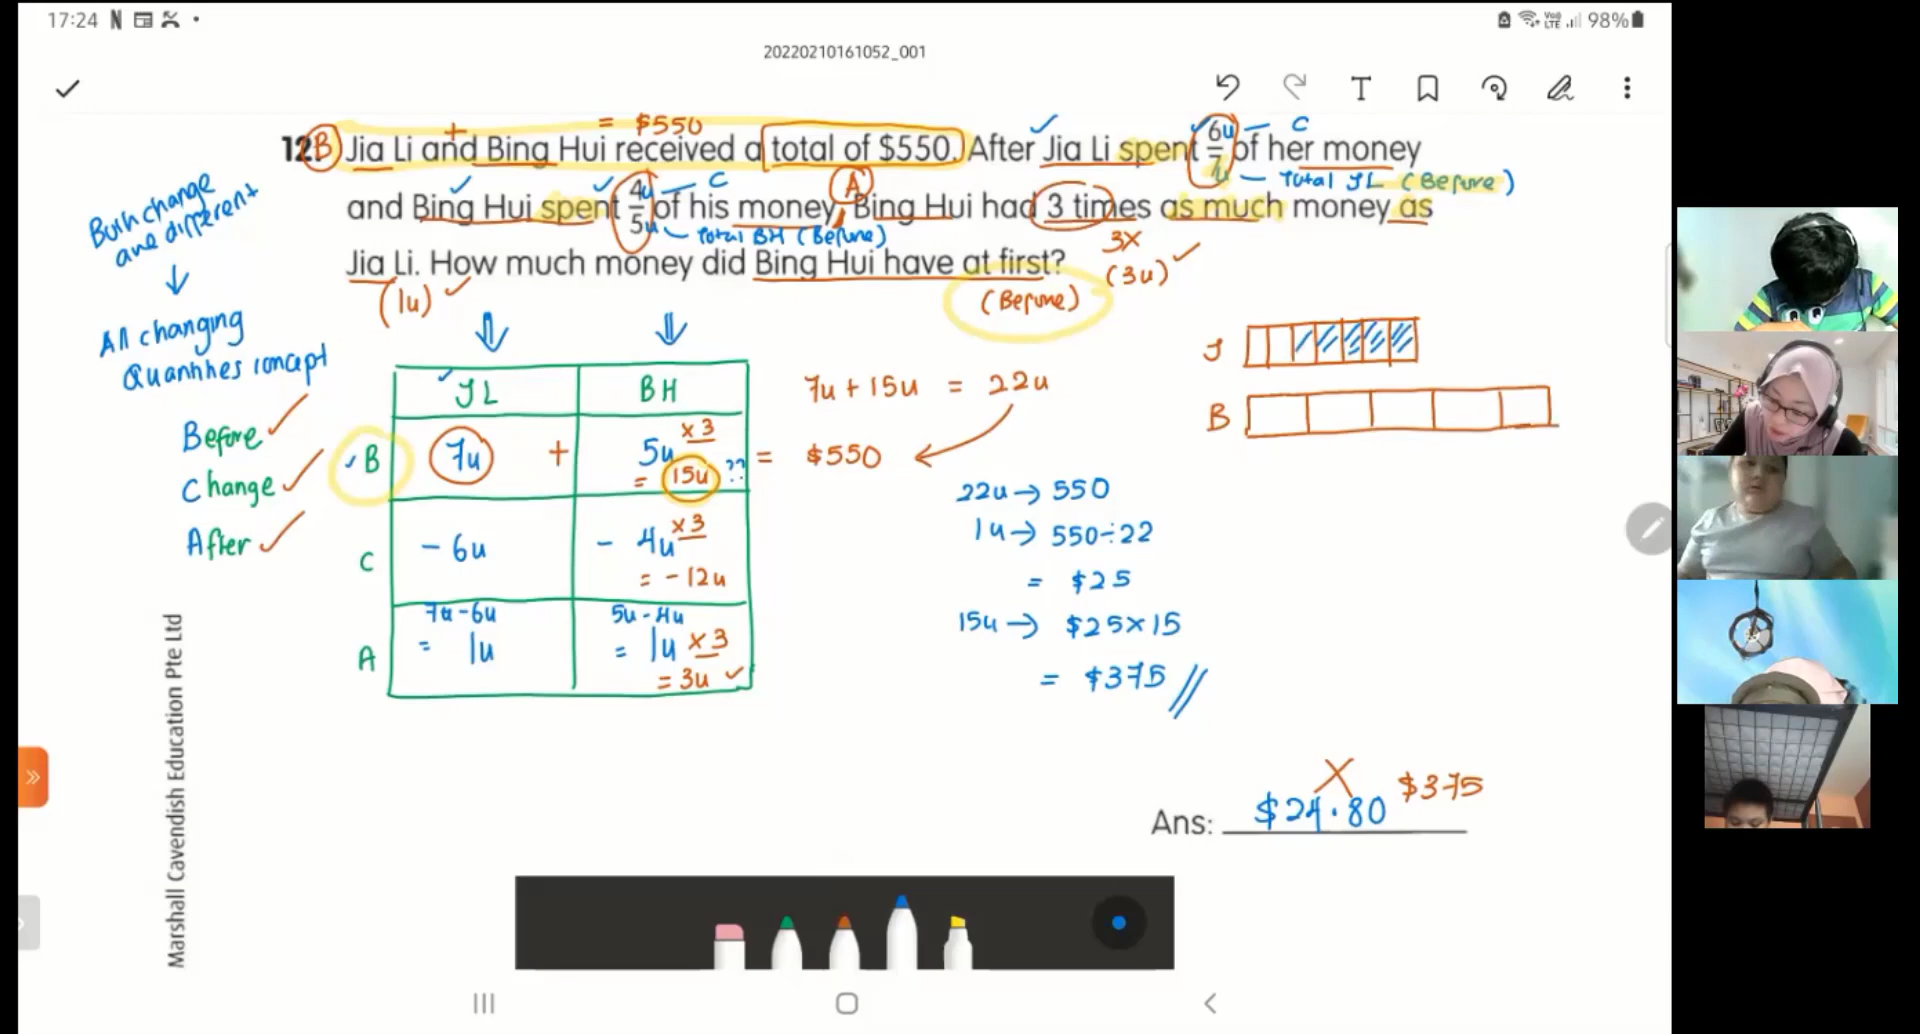 17:24
Vo)) LTE 98%
20220210161052_001
T
= $550
+
12. B Jia Li and Bing Hui received a total of $550. After Jia Li spent 6u/7u of her money
C
Total JL (Before)
and Bing Hui spent 4u/5u of his money, Bing Hui had 3 times as much money as
C
A
Total BH (Before)
3x
(3u)
Jia Li. How much money did Bing Hui have at first?
(1u)
(Before)
Both change
are different
All changing
Quantities concept
Before
Change
After
JL BH
B 7u + 5u x3 = $550
= 15u ??
C - 6u - 4u x3
= - 12u
A 7u - 6u 5u - 4u
= 1u = 1u x3
= 3u
7u + 15u = 22u
22u → 550
1u → 550 ÷ 22
= $25
15u → $25 x 15
= $375
J
B
Ans: $24.80 X $375
Marshall Cavendish Education Pte Ltd